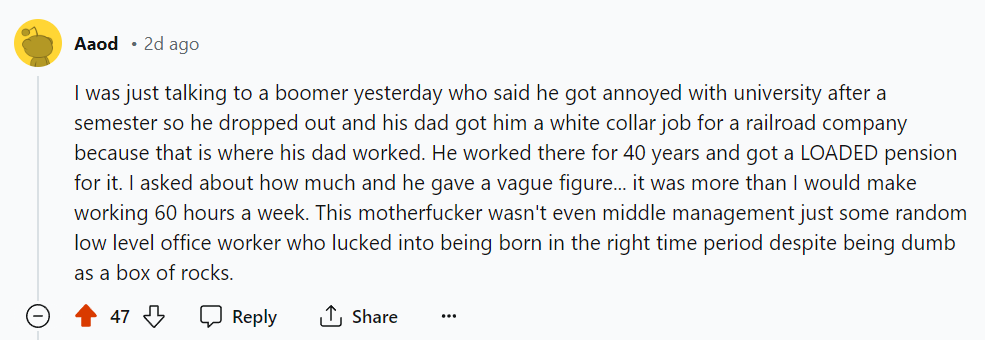 Aaod • 2d ago
I was just talking to a boomer yesterday who said he got annoyed with university after a
semester so he dropped out and his dad got him a white collar job for a railroad company
because that is where his dad worked. He worked there for 40 years and got a LOADED pension
for it. I asked about how much and he gave a vague figure... it was more than I would make
working 60 hours a week. This motherfucker wasn't even middle management just some random
low level office worker who lucked into being born in the right time period despite being dumb
as a box of rocks.
47 Reply Share ...